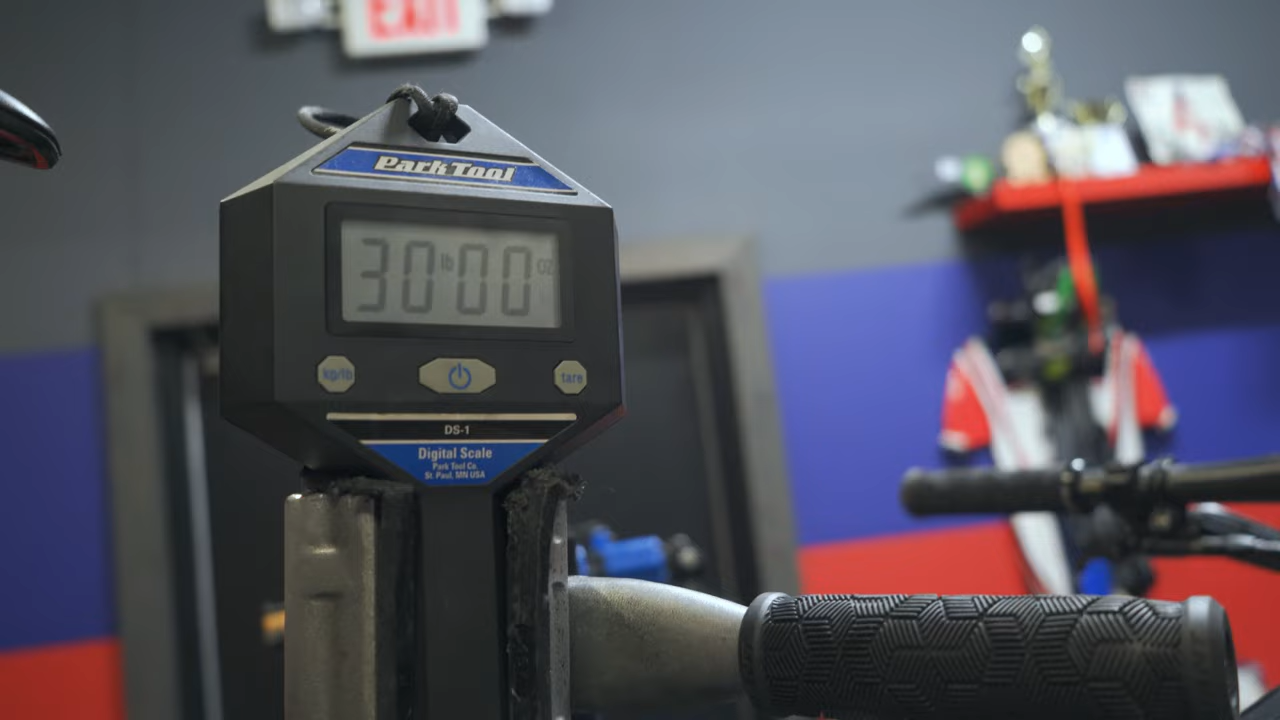 EXIT
Park Tool
30 lb 00 oz
kg/lb
tare
DS-1
Digital Scale
Park Tool Co.
St. Paul, MN USA